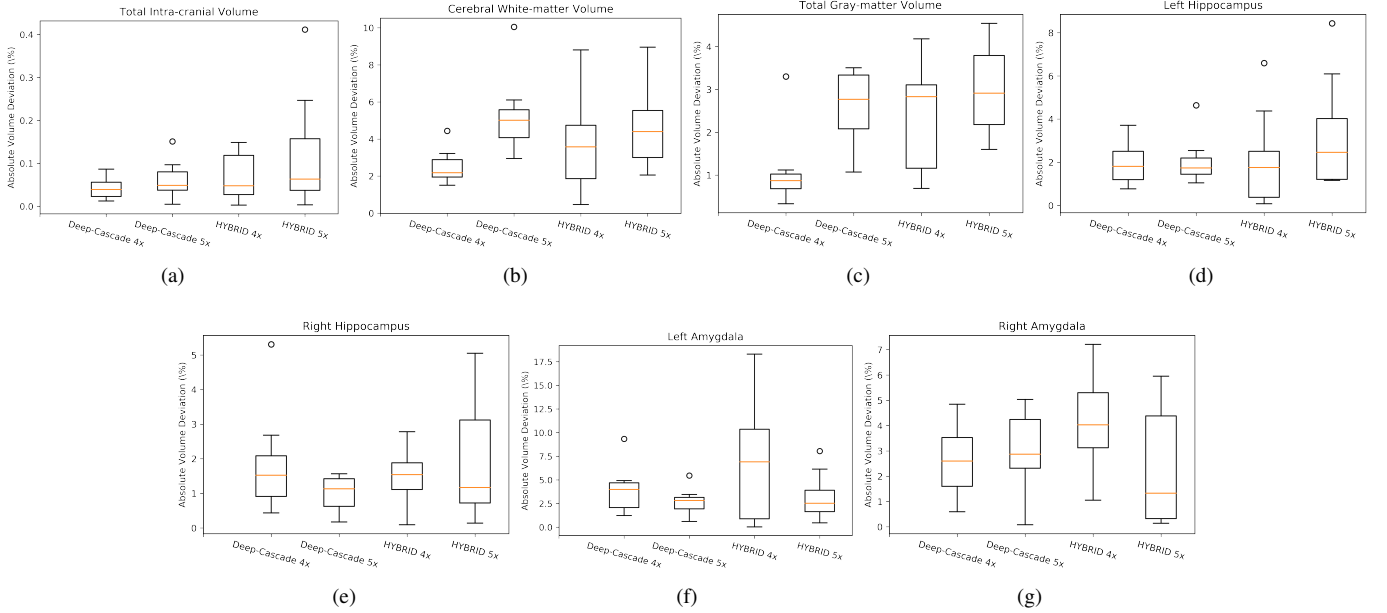 Total Intra-cranial Volume
Absolute Volume Deviation (\%)
0.4
0.3
0.2
0.1
0.0
Deep-Cascade 4x
Deep-Cascade 5x
HYBRID 4x
HYBRID 5x
(a)
Cerebral White-matter Volume
Absolute Volume Deviation (\%)
10
8
6
4
2
0
Deep-Cascade 4x
Deep-Cascade 5x
HYBRID 4x
HYBRID 5x
(b)
Total Gray-matter Volume
Absolute Volume Deviation (\%)
4
3
2
1
Deep-Cascade 4x
Deep-Cascade 5x
HYBRID 4x
HYBRID 5x
(c)
Left Hippocampus
Absolute Volume Deviation (\%)
8
6
4
2
0
Deep-Cascade 4x
Deep-Cascade 5x
HYBRID 4x
HYBRID 5x
(d)
Right Hippocampus
Absolute Volume Deviation (\%)
5
4
3
2
1
0
Deep-Cascade 4x
Deep-Cascade 5x
HYBRID 4x
HYBRID 5x
(e)
Left Amygdala
Absolute Volume Deviation (\%)
17.5
15.0
12.5
10.0
7.5
5.0
2.5
0.0
Deep-Cascade 4x
Deep-Cascade 5x
HYBRID 4x
HYBRID 5x
(f)
Right Amygdala
Absolute Volume Deviation (\%)
7
6
5
4
3
2
1
0
Deep-Cascade 4x
Deep-Cascade 5x
HYBRID 4x
HYBRID 5x
(g)